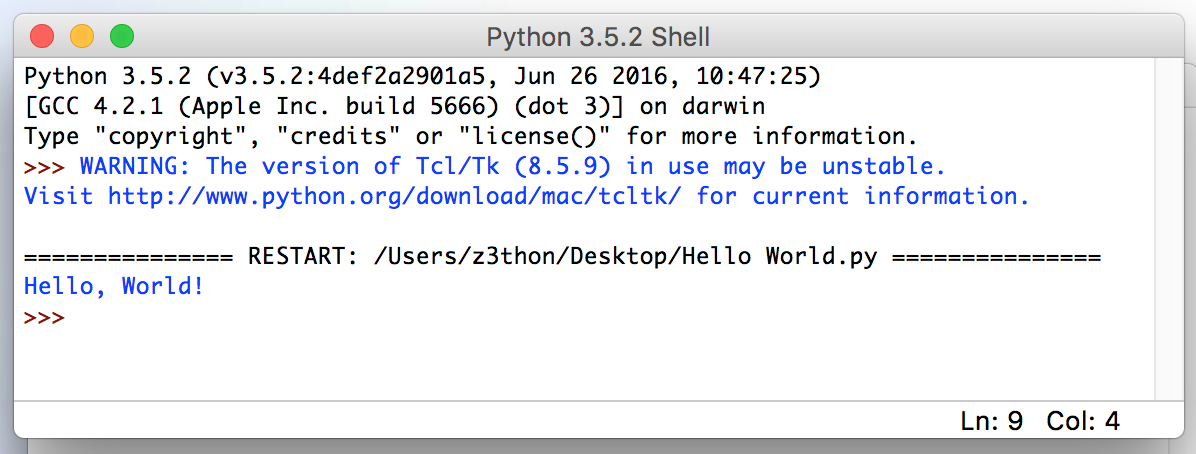 Python 3.5.2 Shell
Python 3.5.2 (v3.5.2:4def2a2901a5, Jun 26 2016, 10:47:25)
[GCC 4.2.1 (Apple Inc. build 5666) (dot 3)] on darwin
Type "copyright", "credits" or "license()" for more information.
>>> WARNING: The version of Tcl/Tk (8.5.9) in use may be unstable.
Visit http://www.python.org/download/mac/tcltk/ for current information.
=============== RESTART: /Users/z3thon/Desktop/Hello World.py ===============
Hello, World!
>>>
Ln: 9 Col: 4